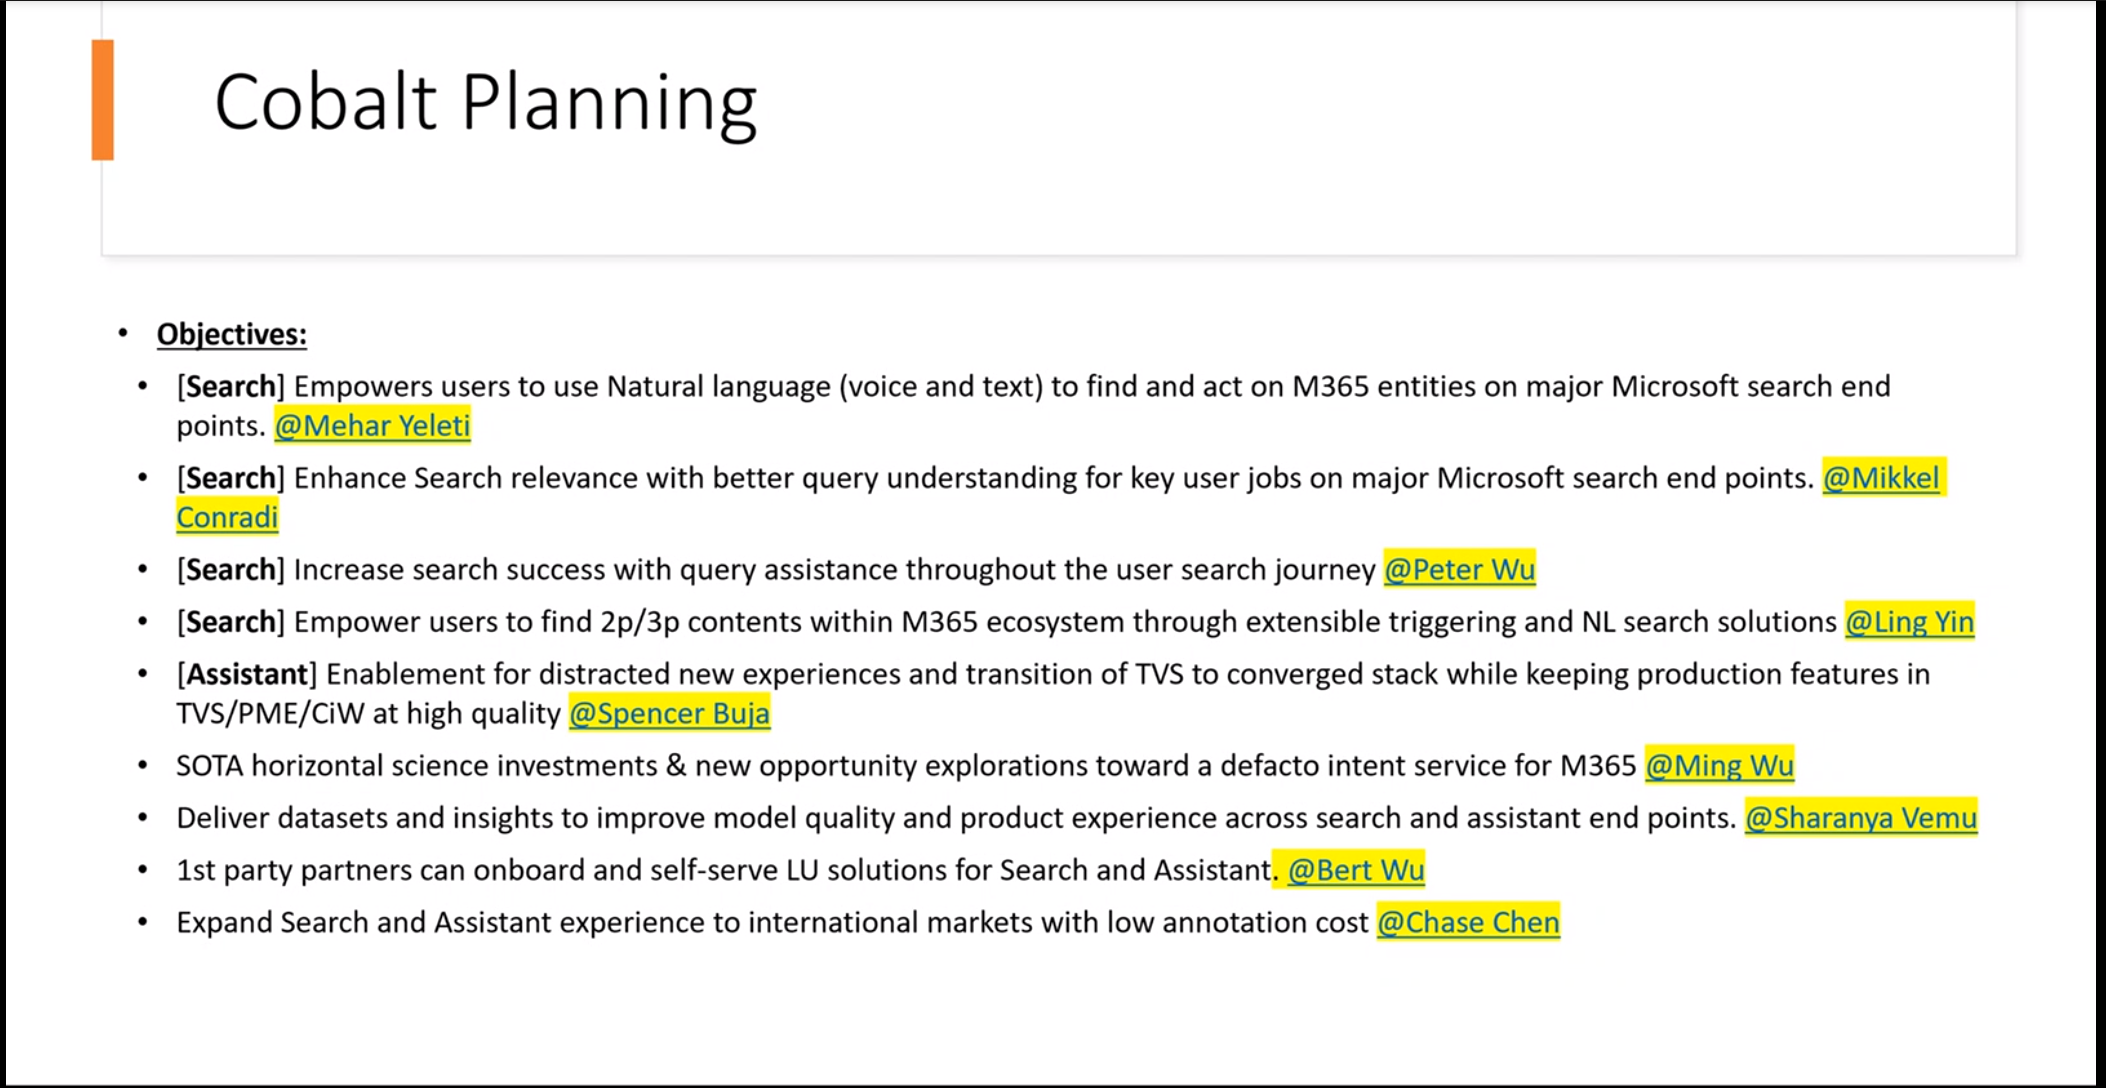 Cobalt Planning
• Objectives:
• [Search] Empowers users to use Natural language (voice and text) to find and act on M365 entities on major Microsoft search end
points. @Mehar Yeleti
• [Search] Enhance Search relevance with better query understanding for key user jobs on major Microsoft search end points. @Mikkel
Conradi
• [Search] Increase search success with query assistance throughout the user search journey @Peter Wu
• [Search] Empower users to find 2p/3p contents within M365 ecosystem through extensible triggering and NL search solutions @Ling Yin
• [Assistant] Enablement for distracted new experiences and transition of TVS to converged stack while keeping production features in
TVS/PME/CiW at high quality @Spencer Buja
• SOTA horizontal science investments & new opportunity explorations toward a defacto intent service for M365 @Ming Wu
• Deliver datasets and insights to improve model quality and product experience across search and assistant end points. @Sharanya Vemu
• 1st party partners can onboard and self-serve LU solutions for Search and Assistant. @Bert Wu
• Expand Search and Assistant experience to international markets with low annotation cost @Chase Chen